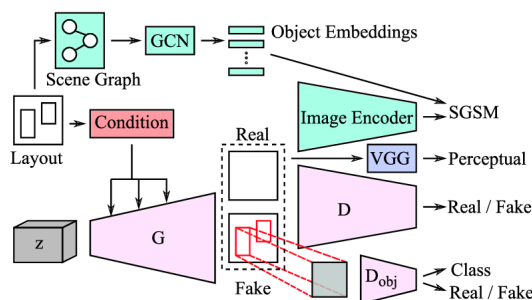 GCN
Object Embeddings
Scene Graph
Image Encoder
SGSM
Condition
Real
Layout
VGG
Perceptual
D
Real / Fake
z
G
Fake
Dobj
Class
Real / Fake